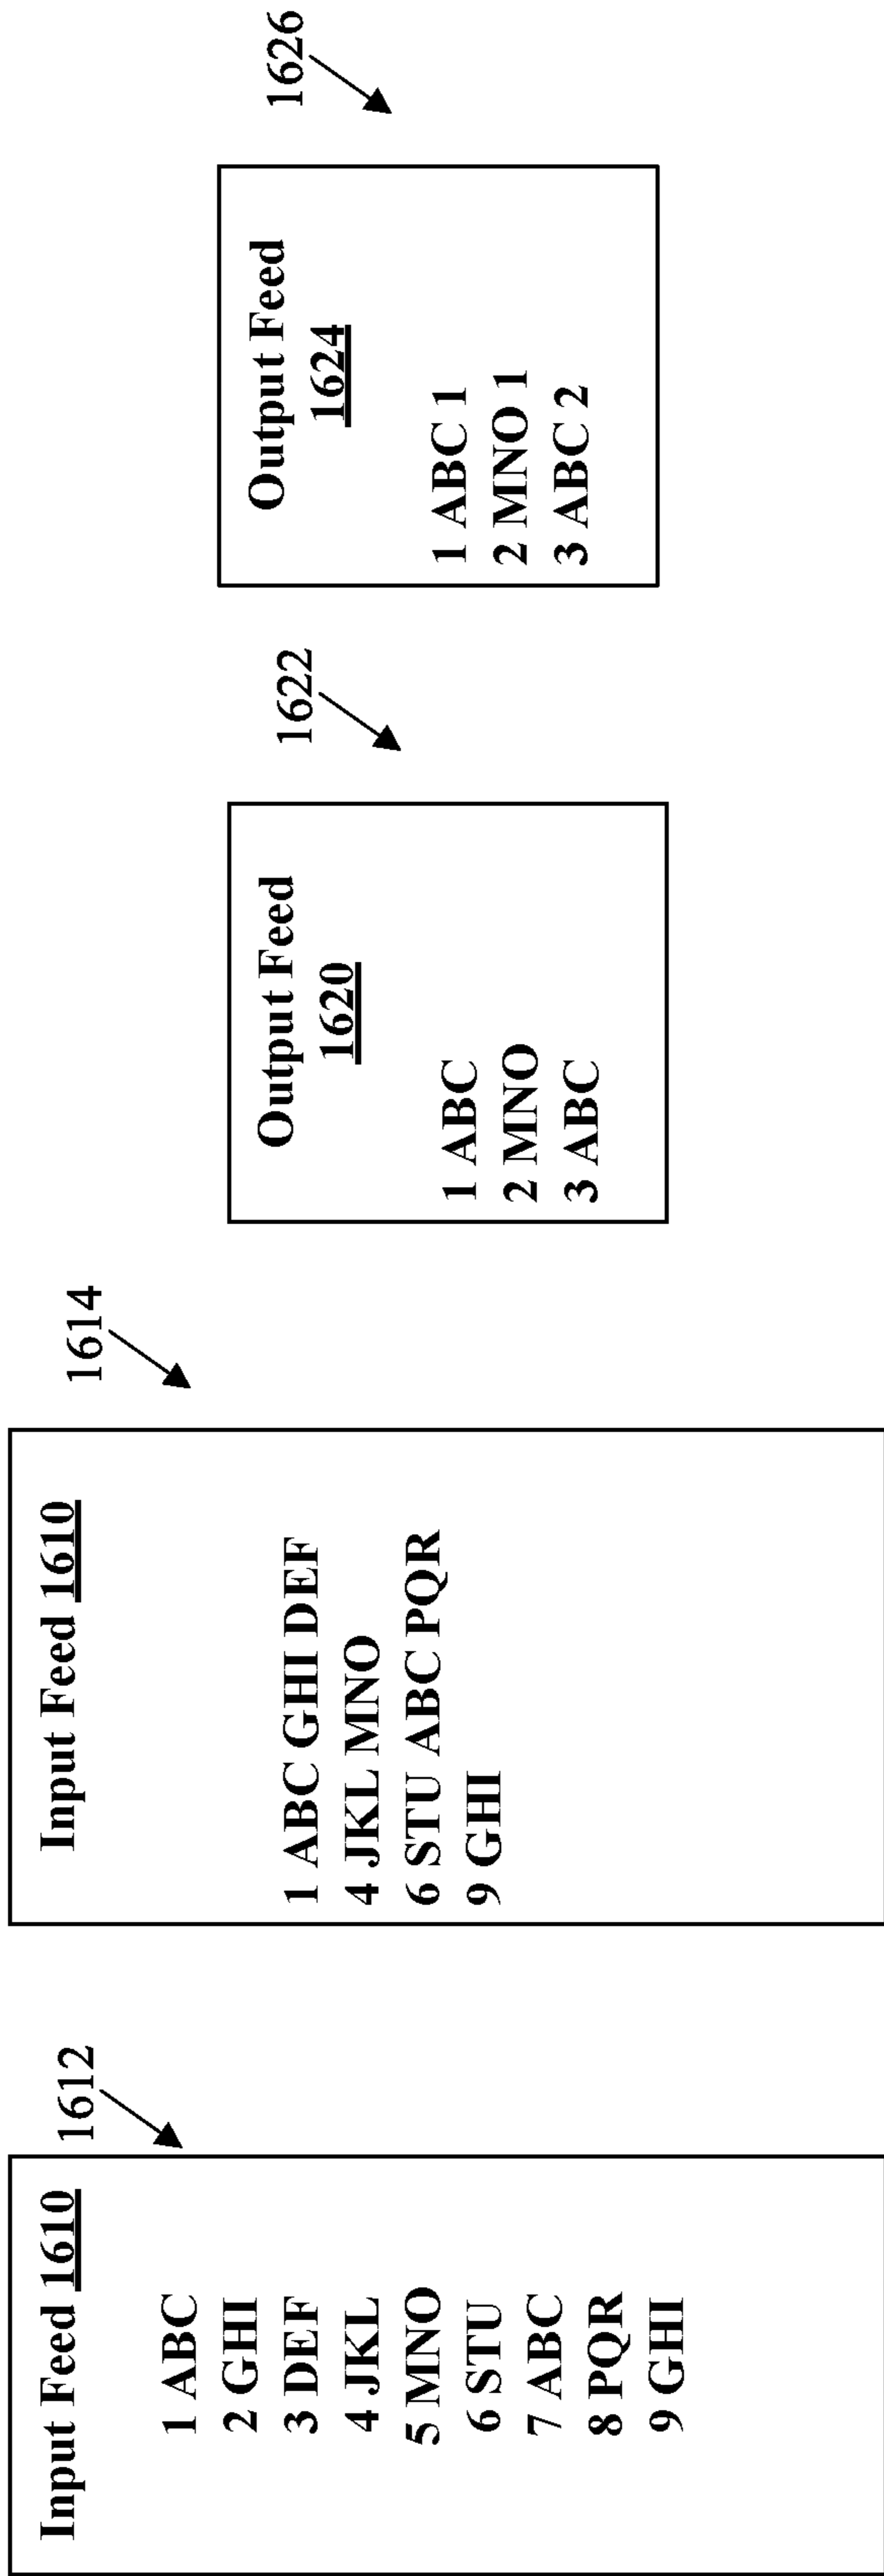 1612
Input Feed 1610
1 ABC
2 GHI
3 DEF
4 JKL
5 MNO
6 STU
7 ABC
8 PQR
9 GHI
1614
Input Feed 1610
1 ABC GHI DEF
4 JKL MNO
6 STU ABC PQR
9 GHI
1622
Output Feed
1620
1 ABC
2 MNO
3 ABC
1626
Output Feed
1624
1 ABC 1
2 MNO 1
3 ABC 2